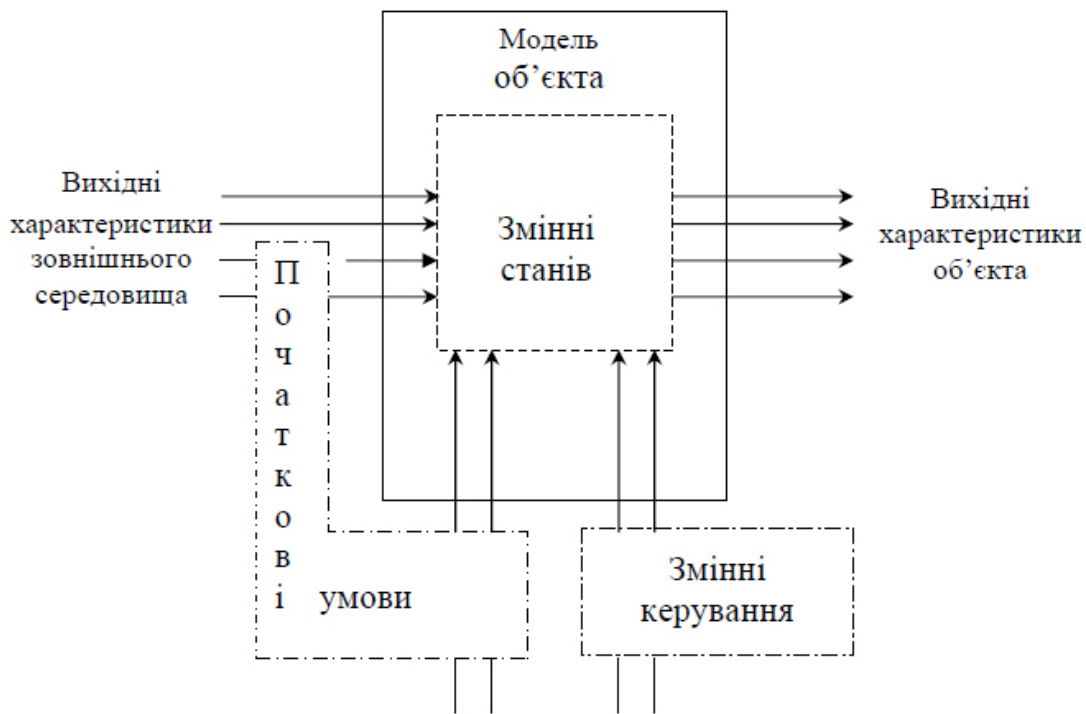 Модель
об’єкта
Вихідні
характеристики
зовнішнього
середовища
Змінні
станів
Вихідні
характеристики
об’єкта
П
о
ч
а
т
к
о
в
і умови
Змінні
керування